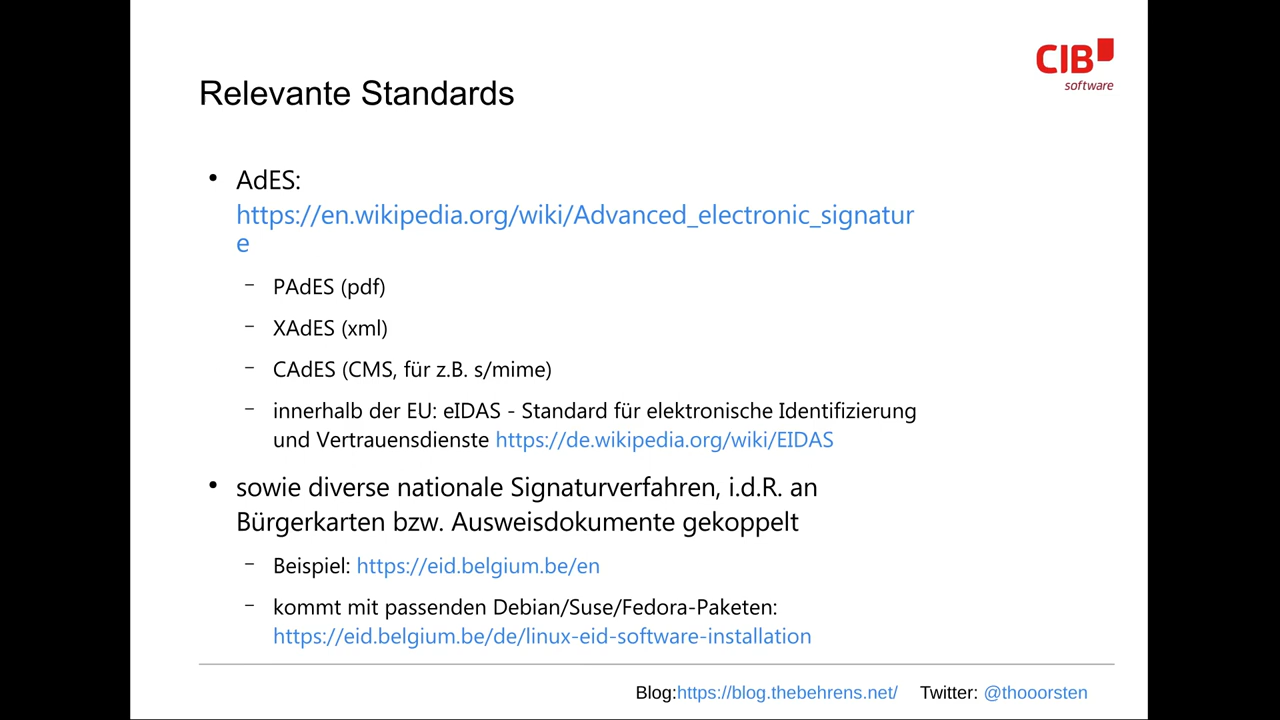 CIB
software
Relevante Standards
• AdES:
https://en.wikipedia.org/wiki/Advanced_electronic_signatur
e
– PAdES (pdf)
– XAdES (xml)
– CAdES (CMS, für z.B. s/mime)
– innerhalb der EU: eIDAS - Standard für elektronische Identifizierung
und Vertrauensdienste https://de.wikipedia.org/wiki/EIDAS
• sowie diverse nationale Signaturverfahren, i.d.R. an
Bürgerkarten bzw. Ausweisdokumente gekoppelt
– Beispiel: https://eid.belgium.be/en
– kommt mit passenden Debian/Suse/Fedora-Paketen:
https://eid.belgium.be/de/linux-eid-software-installation
Blog:https://blog.thebehrens.net/ Twitter: @thooorsten